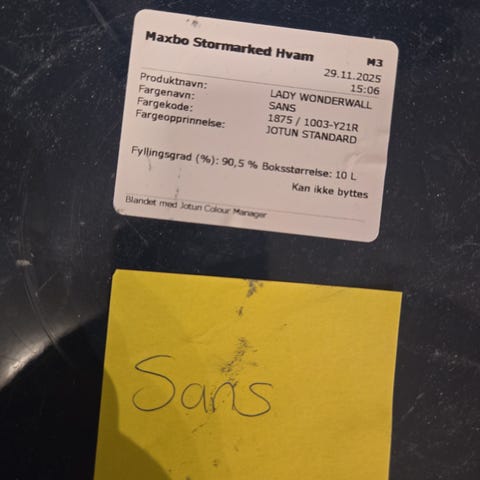 Maxbo Stormarked Hvam M3
29.11.2025
15:06
Produktnavn: LADY WONDERWALL
Fargenavn: SANS
Fargekode: 1875 / 1003-Y21R
Fargeopprinnelse: JOTUN STANDARD
Fyllingsgrad (%): 90,5 % Boksstørrelse: 10 L
Kan ikke byttes
Blandet med Jotun Colour Manager
Sans